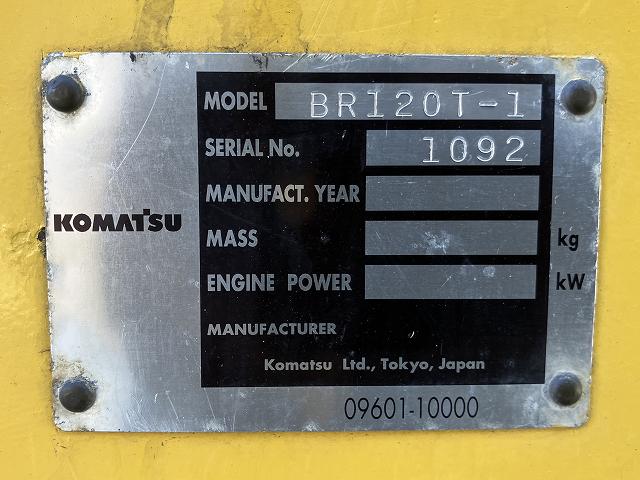 MODEL BR120T-1
SERIAL No. 1092
MANUFACT. YEAR
KOMATSU
MASS kg
ENGINE POWER kW
MANUFACTURER
Komatsu Ltd., Tokyo, Japan
09601-10000